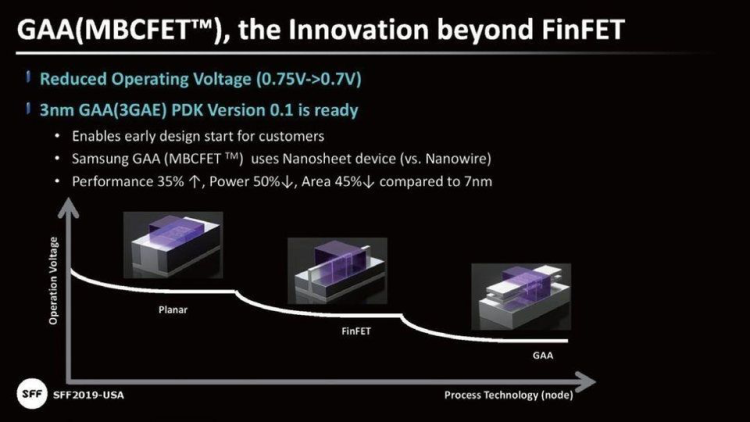 GAA(MBCFET™), the Innovation beyond FinFET
Reduced Operating Voltage (0.75V->0.7V)
3nm GAA(3GAE) PDK Version 0.1 is ready
• Enables early design start for customers
• Samsung GAA (MBCFET ™) uses Nanosheet device (vs. Nanowire)
• Performance 35% ↑, Power 50%↓, Area 45%↓ compared to 7nm
Operation Voltage
Planar
FinFET
GAA
SFF SFF2019-USA
Process Technology (node)